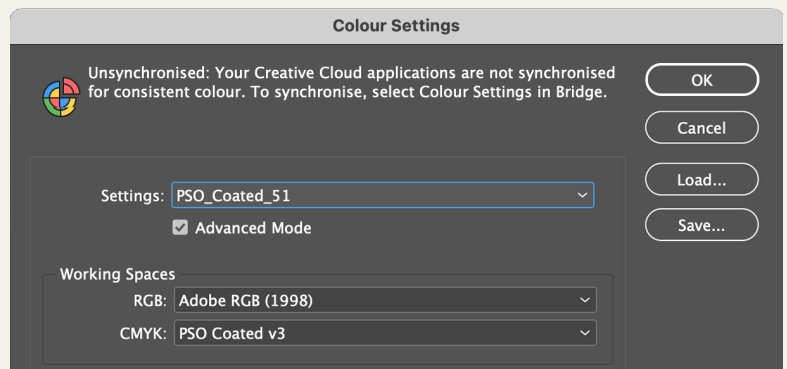 Colour Settings
Unsynchronised: Your Creative Cloud applications are not synchronised
for consistent colour. To synchronise, select Colour Settings in Bridge.
OK
Cancel
Load...
Save...
Settings: PSO_Coated_51
Advanced Mode
Working Spaces
RGB: Adobe RGB (1998)
CMYK: PSO Coated v3